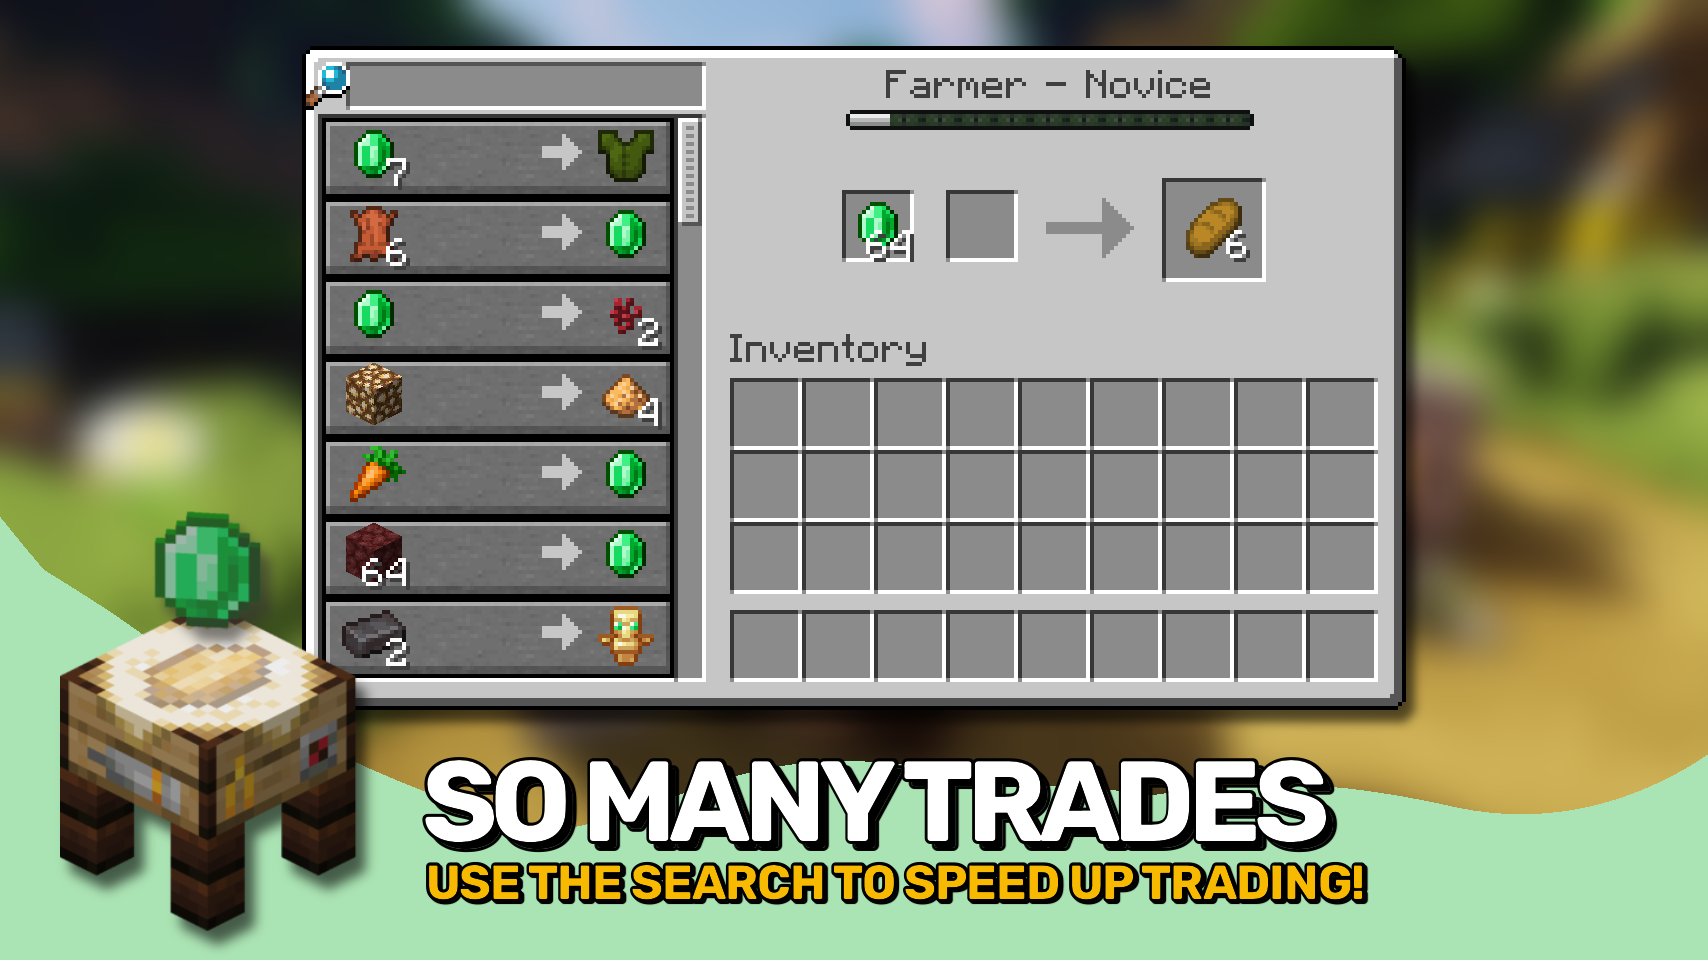 Farmer - Novice
7
6
64
6
2
Inventory
4
64
2
SO MANY TRADES
USE THE SEARCH TO SPEED UP TRADING!